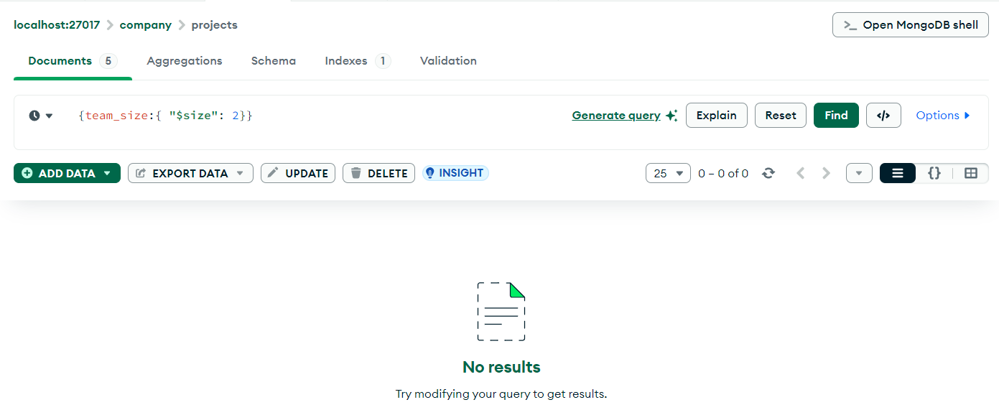 localhost:27017 > company > projects
>_ Open MongoDB shell
Documents 5 Aggregations Schema Indexes 1 Validation
{team_size:{ "$size": 2}}
Generate query Explain Reset Find </> Options
ADD DATA EXPORT DATA UPDATE DELETE INSIGHT 25 0 – 0 of 0 {}
No results
Try modifying your query to get results.